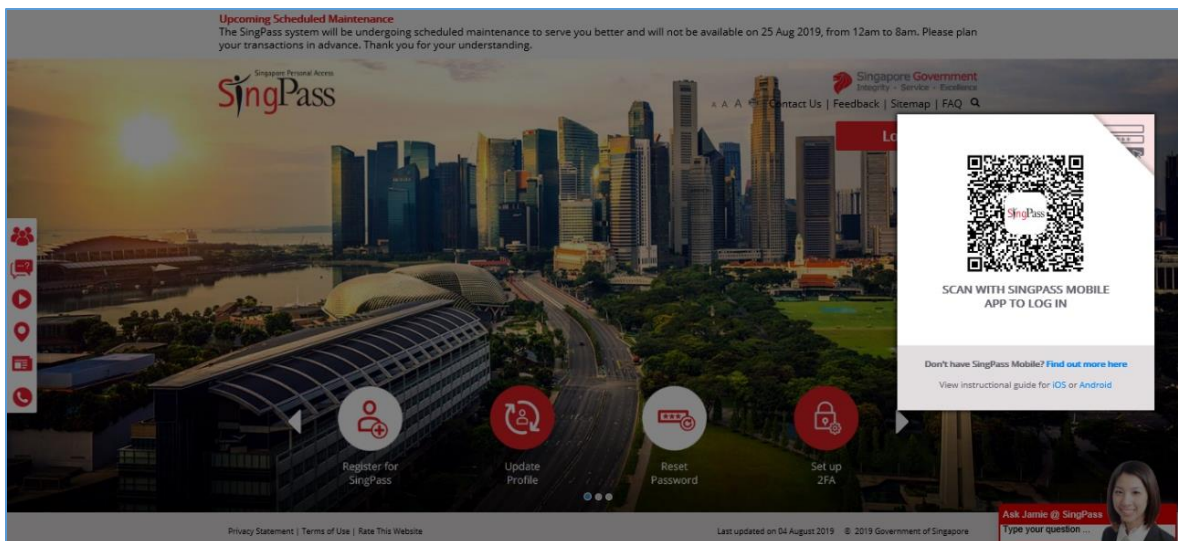 Upcoming Scheduled Maintenance
The SingPass system will be undergoing scheduled maintenance to serve you better and will not be available on 25 Aug 2019, from 12am to 8am. Please plan
your transactions in advance. Thank you for your understanding.
Singapore Personal Access
SingPass
Singapore Government
Integrity - Service - Excellence
A A A
Contact Us | Feedback | Sitemap | FAQ
SingPass
SCAN WITH SINGPASS MOBILE
APP TO LOG IN
Don't have SingPass Mobile? Find out more here
View instructional guide for iOS or Android
Register for
SingPass
Update
Profile
Reset
Password
Set up
2FA
Ask Jamie @ SingPass
Type your question ...
Privacy Statement | Terms of Use | Rate This Website
Last updated on 04 August 2019 © 2019 Government of Singapore